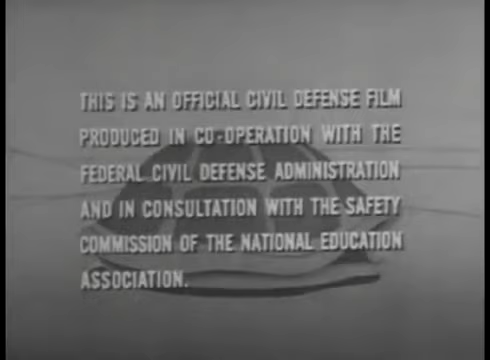 THIS IS AN OFFICIAL CIVIL DEFENSE FILM
PRODUCED IN CO-OPERATION WITH THE
FEDERAL CIVIL DEFENSE ADMINISTRATION
AND IN CONSULTATION WITH THE SAFETY
COMMISSION OF THE NATIONAL EDUCATION
ASSOCIATION.